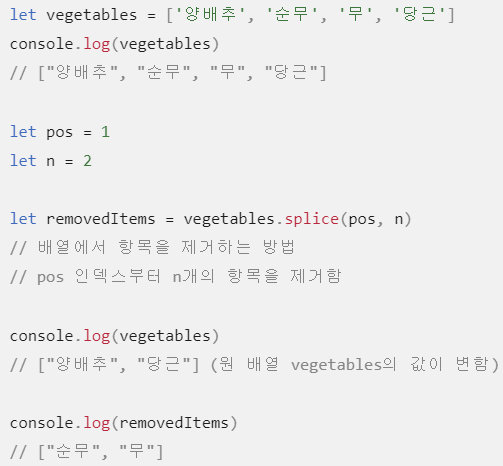 let vegetables = ['양배추', '순무', '무', '당근']
console.log(vegetables)
// ["양배추", "순무", "무", "당근"]
let pos = 1
let n = 2
let removedItems = vegetables.splice(pos, n)
// 배열에서 항목을 제거하는 방법
// pos 인덱스부터 n개의 항목을 제거함
console.log(vegetables)
// ["양배추", "당근"] (원 배열 vegetables의 값이 변함)
console.log(removedItems)
// ["순무", "무"]